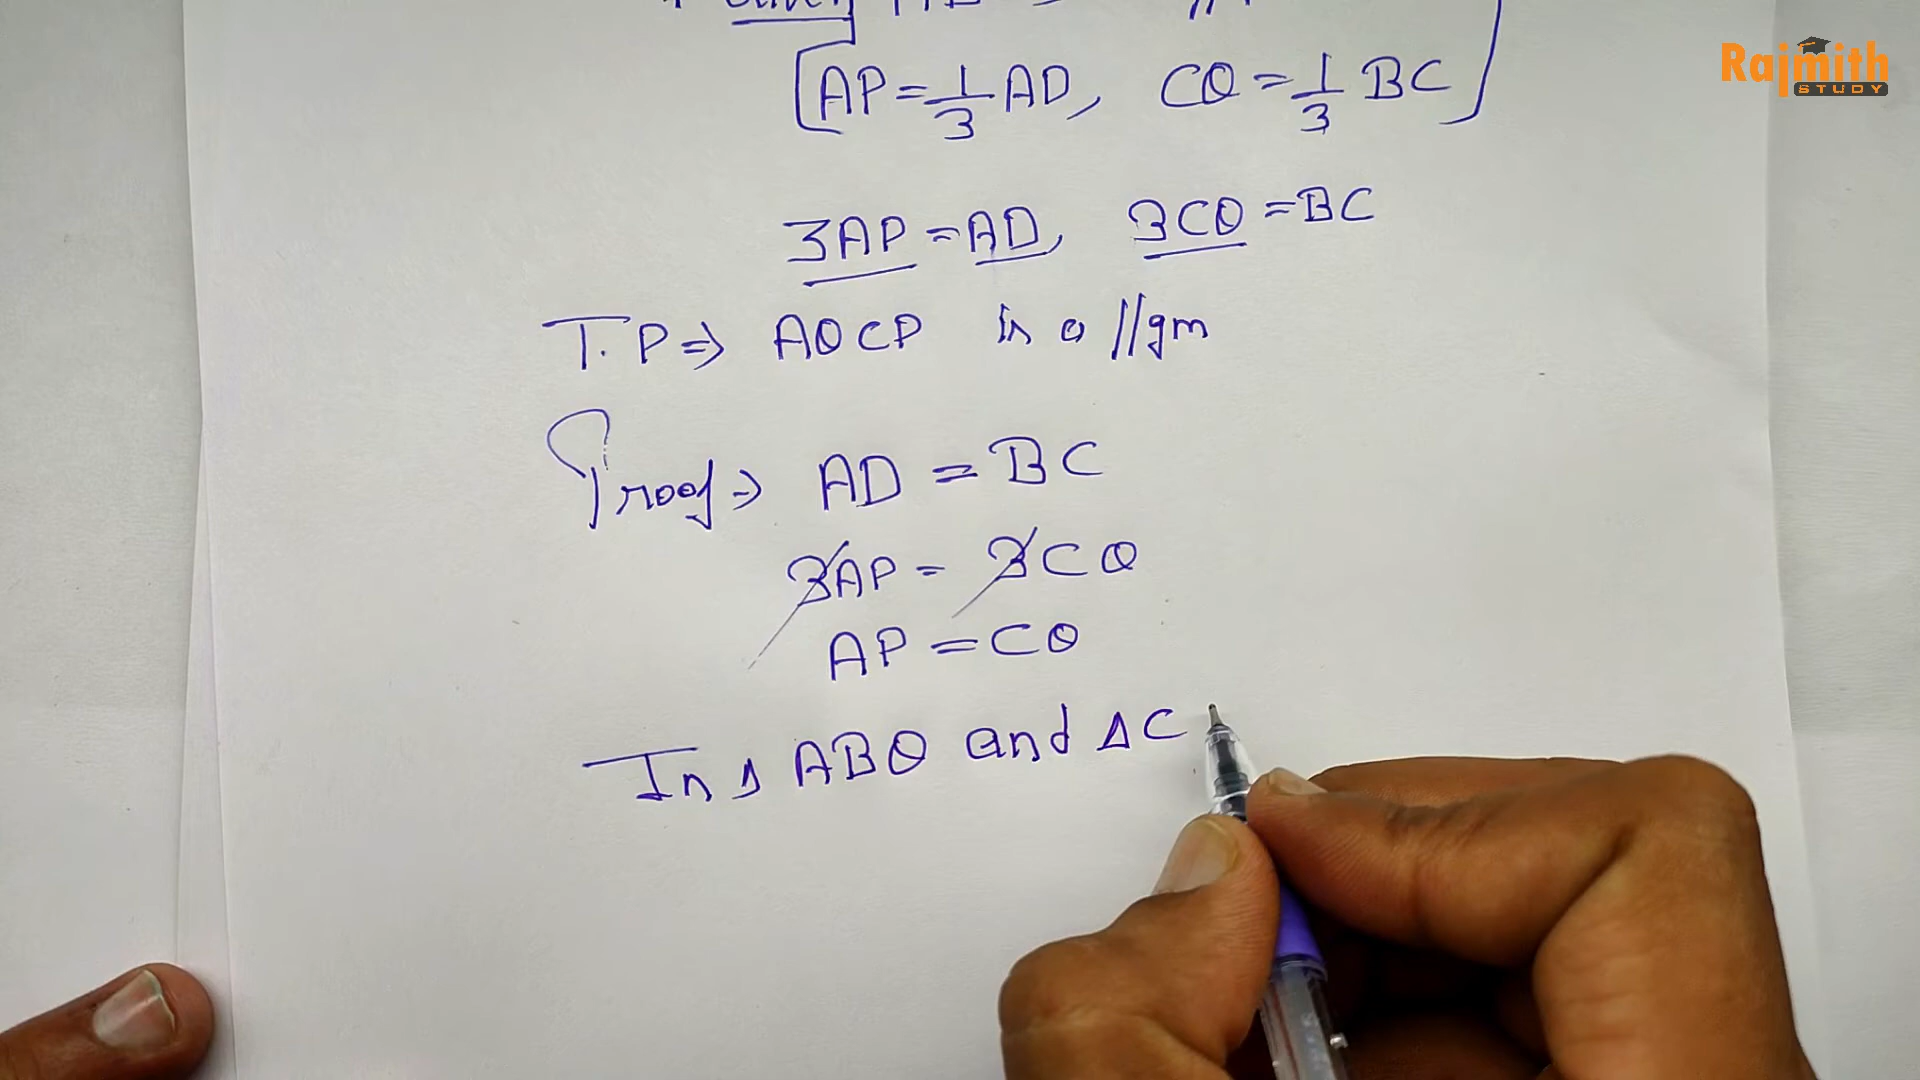 Rajmith
STUDY
[AP=1/3 AD, CQ=1/3 BC]
3AP=AD, 3CQ=BC
T.P⇒ AQCP is a //gm
Proof⇒ AD = BC
3AP = 3CQ
AP = CQ
In Δ ABQ and ΔC